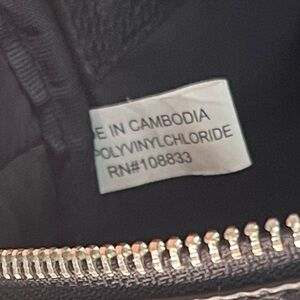 E IN CAMBODIA
POLYVINYLCHLORIDE
RN#108833